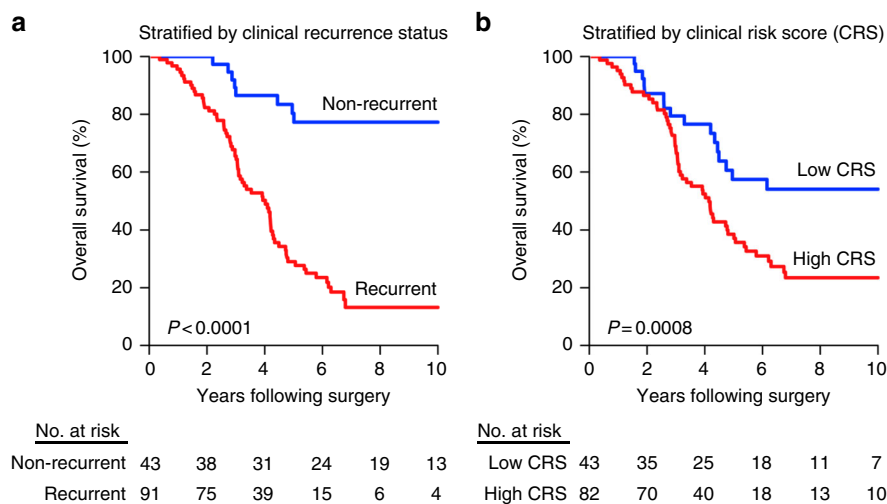 a
Stratified by clinical recurrence status
Overall survival (%)
100
80
60
40
20
0
Non-recurrent
Recurrent
P < 0.0001
0 2 4 6 8 10
Years following surgery
No. at risk
Non-recurrent 43 38 31 24 19 13
Recurrent 91 75 39 15 6 4
b
Stratified by clinical risk score (CRS)
Overall survival (%)
100
80
60
40
20
0
Low CRS
High CRS
P = 0.0008
0 2 4 6 8 10
Years following surgery
No. at risk
Low CRS 43 35 25 18 11 7
High CRS 82 70 40 18 13 10